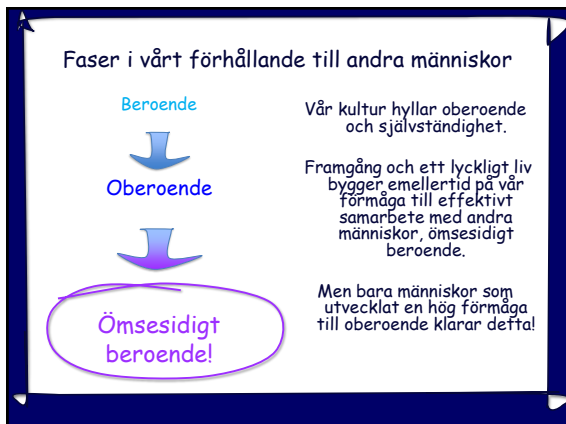 Faser i vårt förhållande till andra människor
Beroende
Oberoende
Ömsesidigt
beroende!
Vår kultur hyllar oberoende
och självständighet.
Framgång och ett lyckligt liv
bygger emellertid på vår
förmåga till effektivt
samarbete med andra
människor, ömsesidigt
beroende.
Men bara människor som
utvecklat en hög förmåga
till oberoende klarar detta!